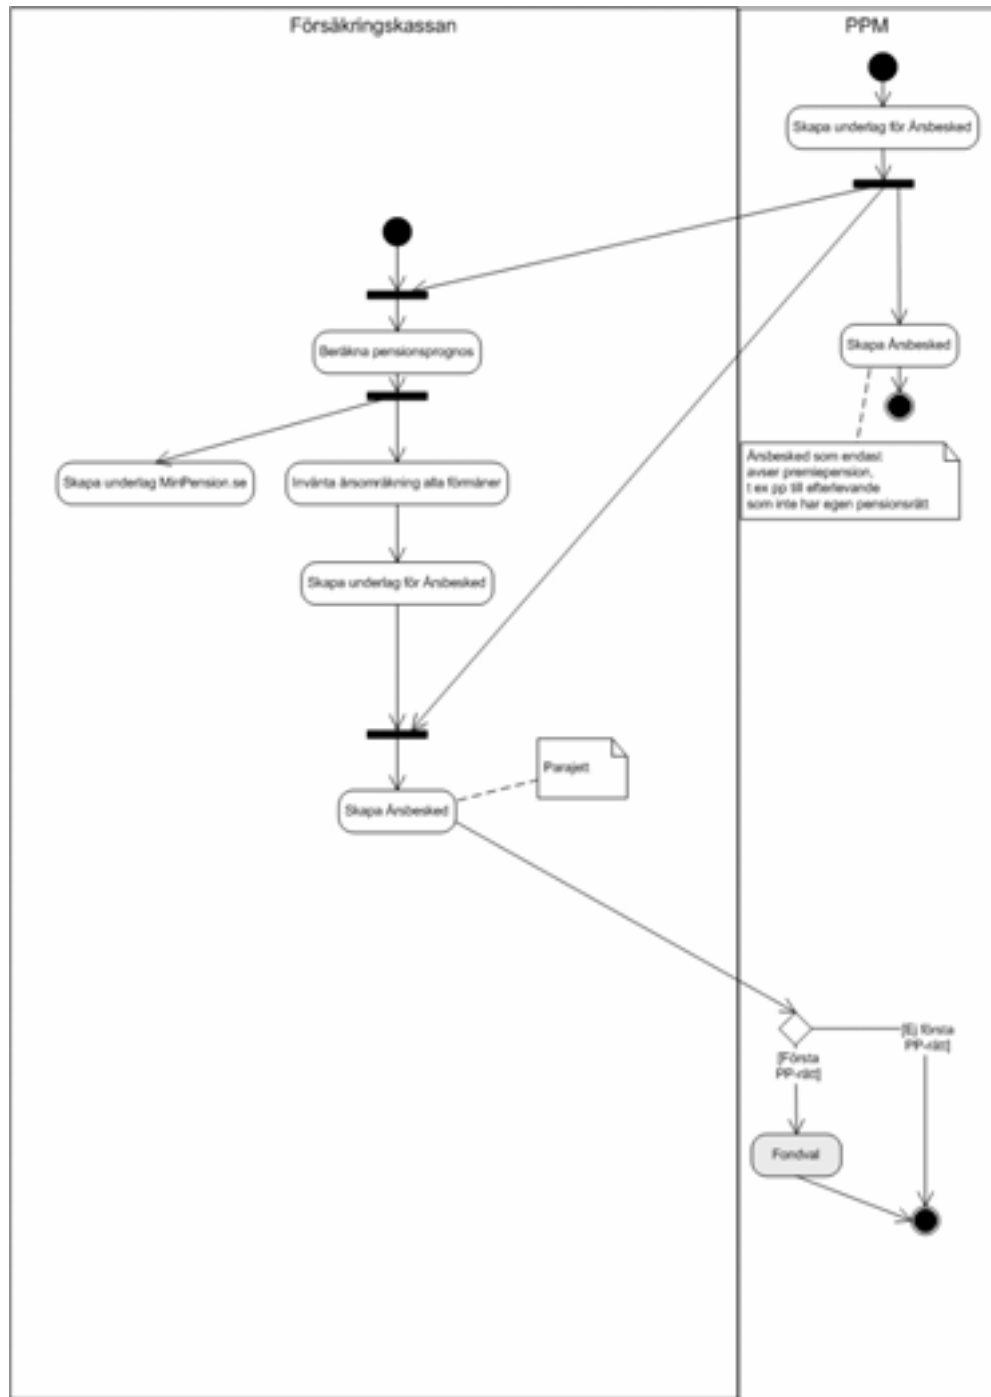 Försäkringskassan
PPM
Skapa underlag för Årsbesked
Beräkna pensionsprognos
Skapa Årsbesked
Skapa underlag MinPension.se
Invänta årsomräkning alla förmåner
Årsbesked som endast
avser premiepension,
t ex pp till efterlevande
som inte har egen pensionsrätt
Skapa underlag för Årsbesked
Parajett
Skapa Årsbesked
[Ej första
PP-rätt]
[Första
PP-rätt]
Fondval